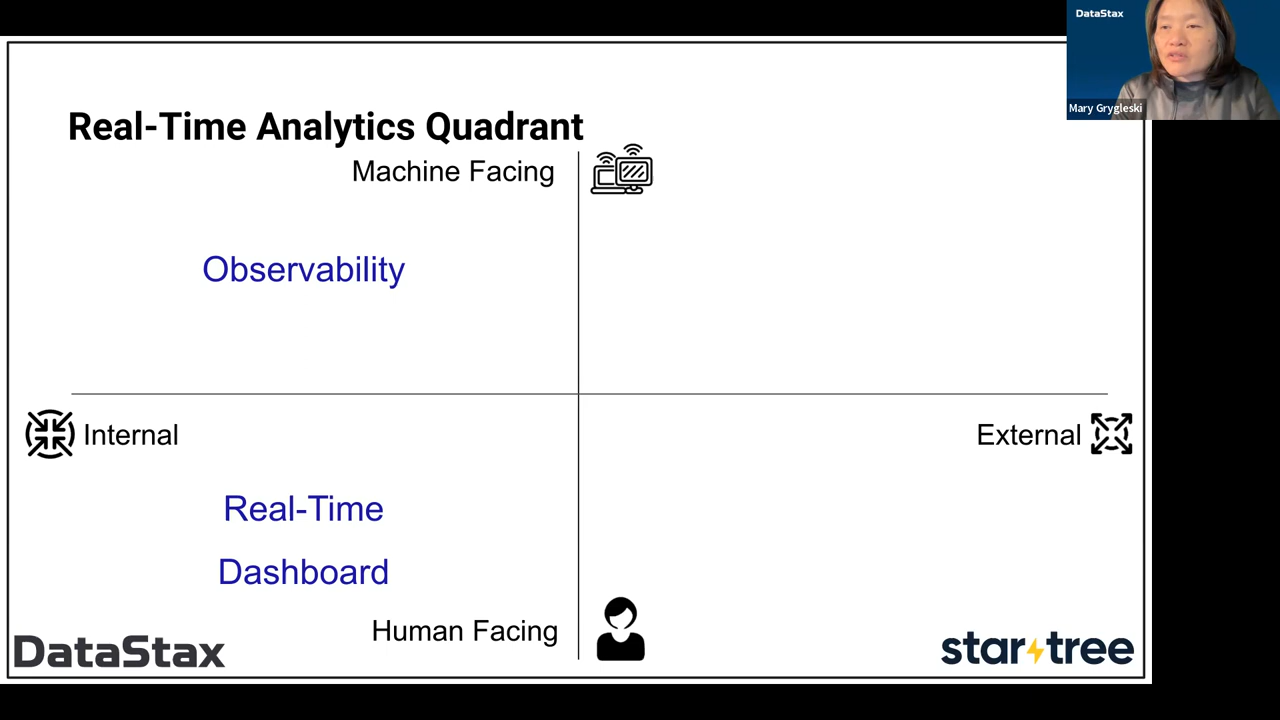 DataStax
Mary Grygleski
Real-Time Analytics Quadrant
Machine Facing
Observability
Internal
External
Real-Time
Dashboard
Human Facing
DataStax
startree